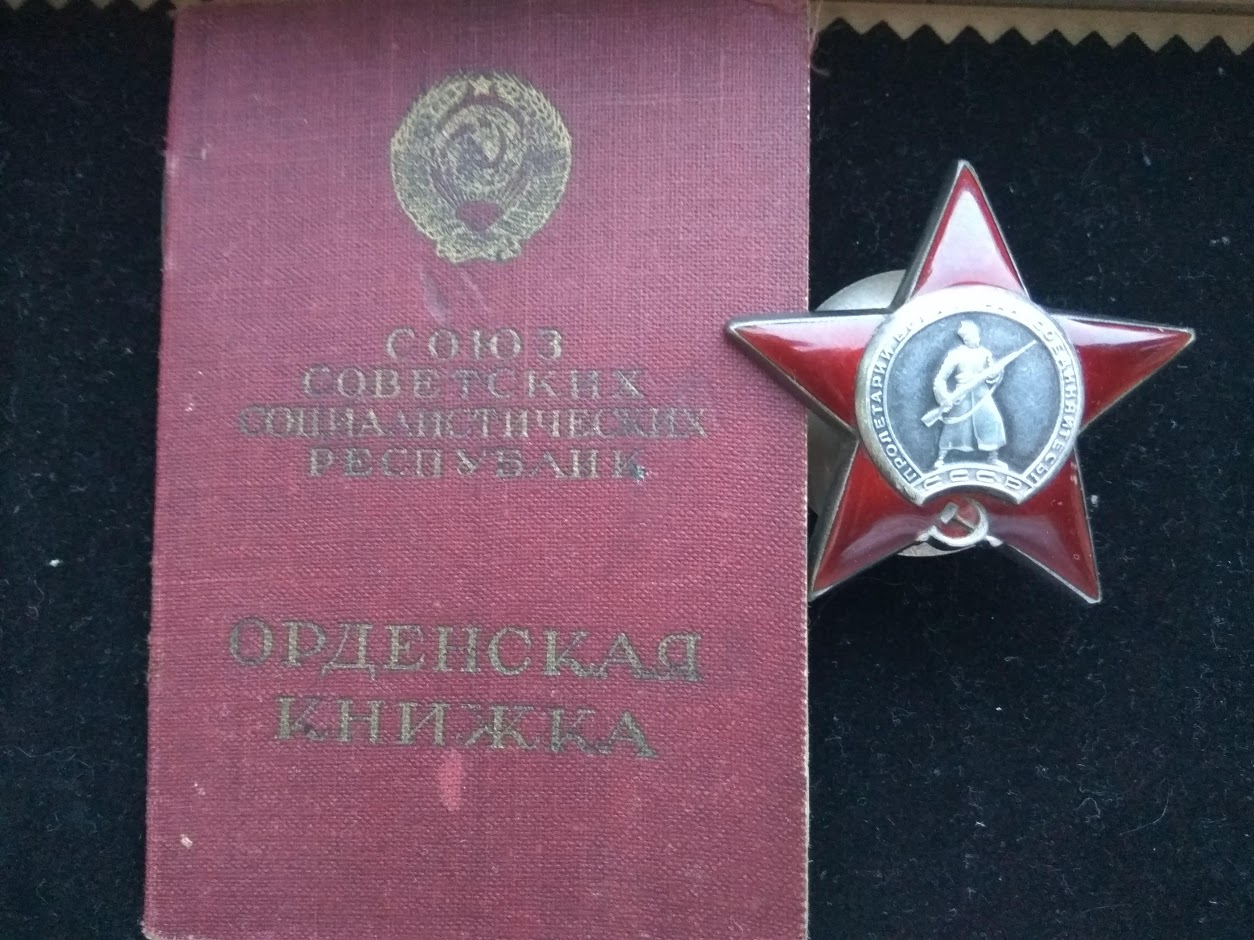 СОЮЗ
СОВЕТСКИХ
СОЦИАЛИСТИЧЕСКИХ
РЕСПУБЛИК
ОРДЕНСКАЯ
КНИЖКА
ПРОЛЕТАРИИ СОЕДИНЯЙТЕСЬ
СССР